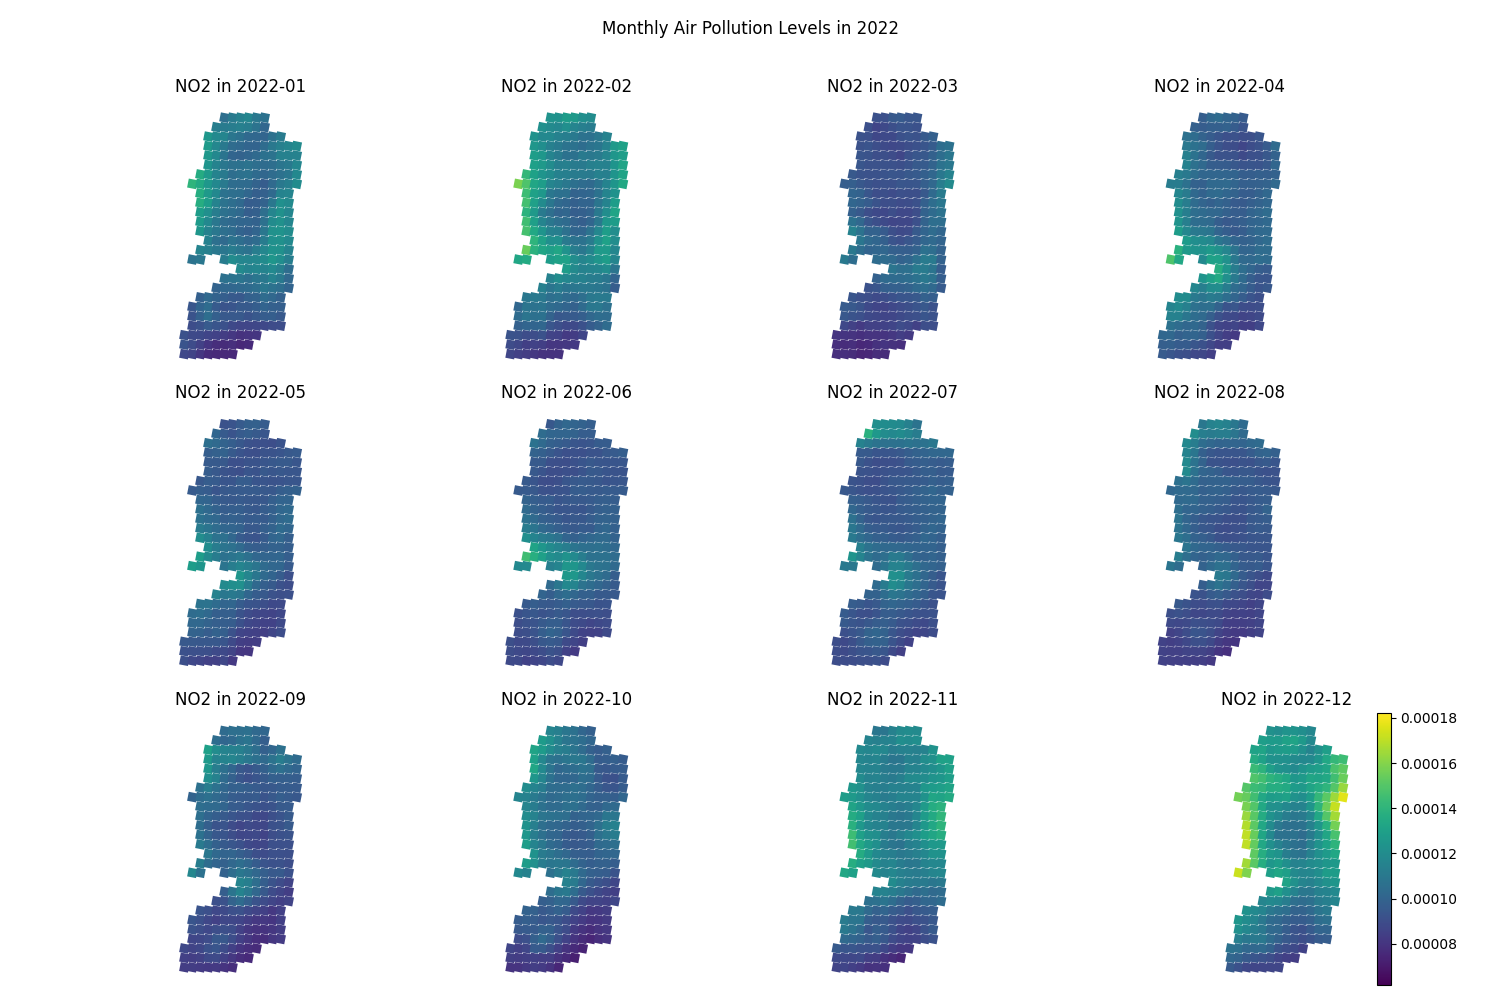 Monthly Air Pollution Levels in 2022
NO2 in 2022-01
NO2 in 2022-02
NO2 in 2022-03
NO2 in 2022-04
NO2 in 2022-05
NO2 in 2022-06
NO2 in 2022-07
NO2 in 2022-08
NO2 in 2022-09
NO2 in 2022-10
NO2 in 2022-11
NO2 in 2022-12
0.00018
0.00016
0.00014
0.00012
0.00010
0.00008